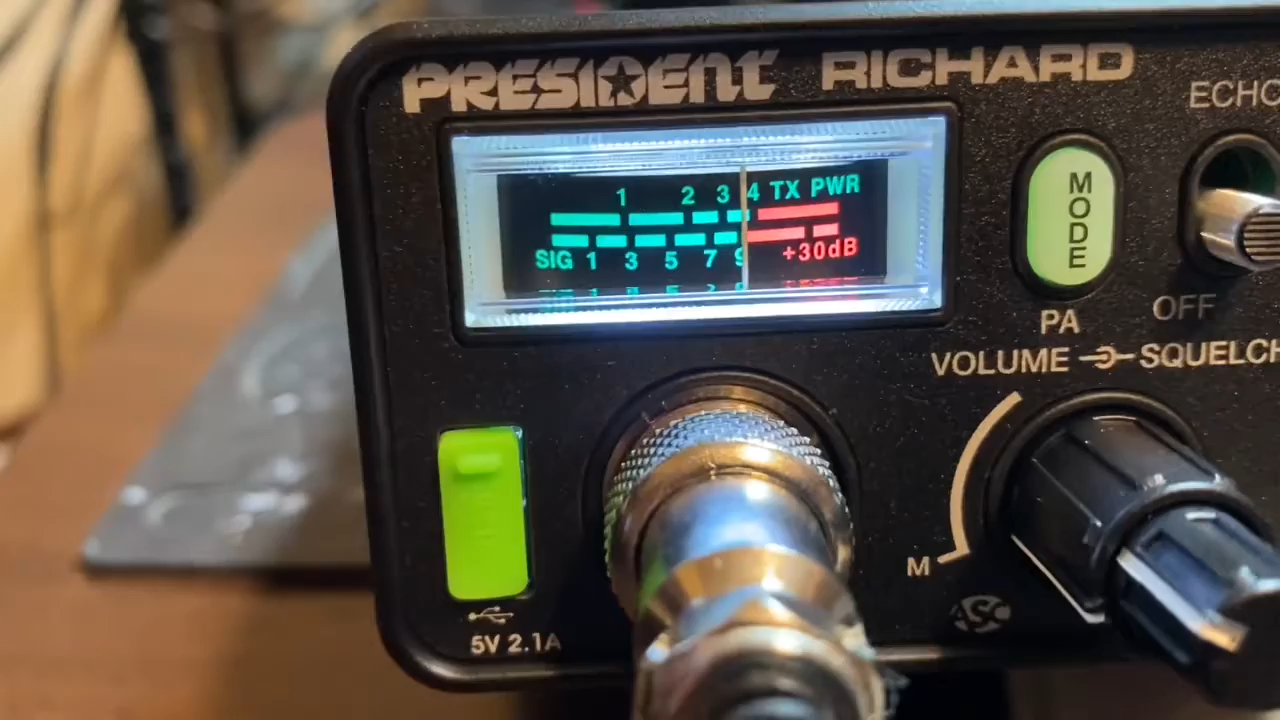 PRESIDENT RICHARD
ECHO
1 2 3 4 TX PWR
SIG 1 3 5 7 9 +30dB
MODE
PA
OFF
VOLUME SQUELCH
M
5V 2.1A
ASC